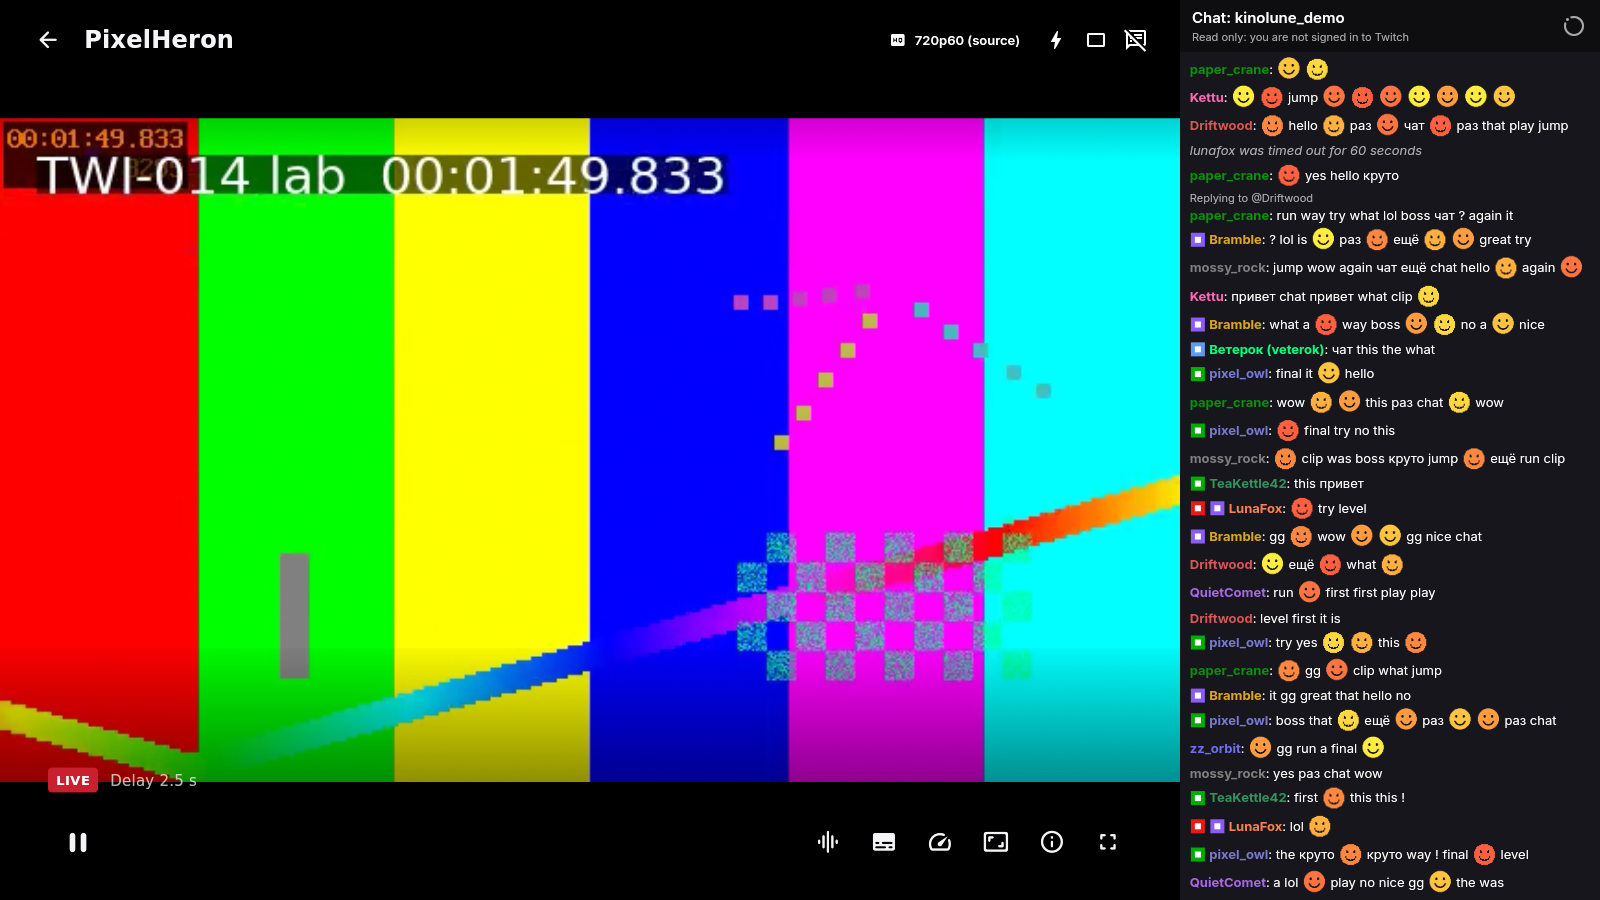 PixelHeron
HQ 720p60 (source)
00:01:49.833
TWI-014 lab 00:01:49.833
LIVE Delay 2.5 s
Chat: kinolune_demo
Read only: you are not signed in to Twitch
paper_crane:
Kettu: jump
Driftwood: hello раз чат раз that play jump
lunafox was timed out for 60 seconds
paper_crane: yes hello круто
Replying to @Driftwood
paper_crane: run way try what lol boss чат ? again it
Bramble: ? lol is раз ещё great try
mossy_rock: jump wow again чат ещё chat hello again
Kettu: привет chat привет what clip
Bramble: what a way boss no a nice
Ветерок (veterok): чат this the what
pixel_owl: final it hello
paper_crane: wow this раз chat wow
pixel_owl: final try no this
mossy_rock: clip was boss круто jump ещё run clip
TeaKettle42: this привет
LunaFox: try level
Bramble: gg wow gg nice chat
Driftwood: ещё what
QuietComet: run first first play play
Driftwood: level first it is
pixel_owl: try yes this
paper_crane: gg clip what jump
Bramble: it gg great that hello no
pixel_owl: boss that ещё раз раз chat
zz_orbit: gg run a final
mossy_rock: yes раз chat wow
TeaKettle42: first this this !
LunaFox: lol
pixel_owl: the круто круто way ! final level
QuietComet: a lol play no nice gg the was